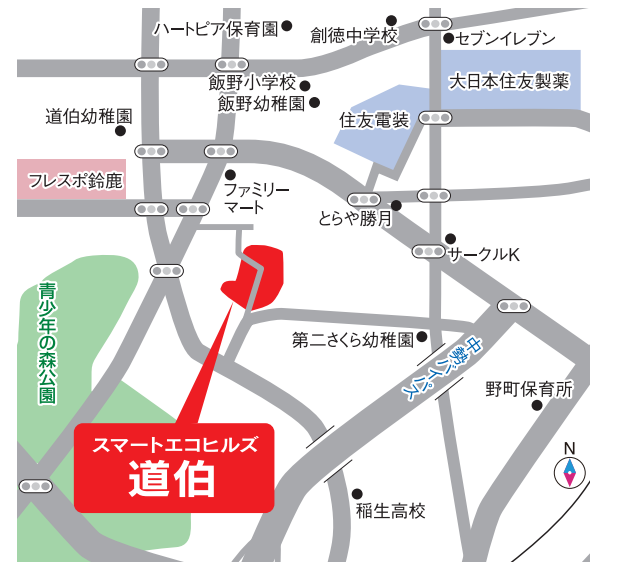 ハートピア保育園
創徳中学校
セブンイレブン
飯野小学校
飯野幼稚園
大日本住友製薬
住友電装
道伯幼稚園
フレスポ鈴鹿
ファミリー
マート
とらや勝月
サークルK
青少年の森公園
第二さくら幼稚園
中勢バイパス
野町保育所
スマートエコヒルズ
道伯
N
稲生高校